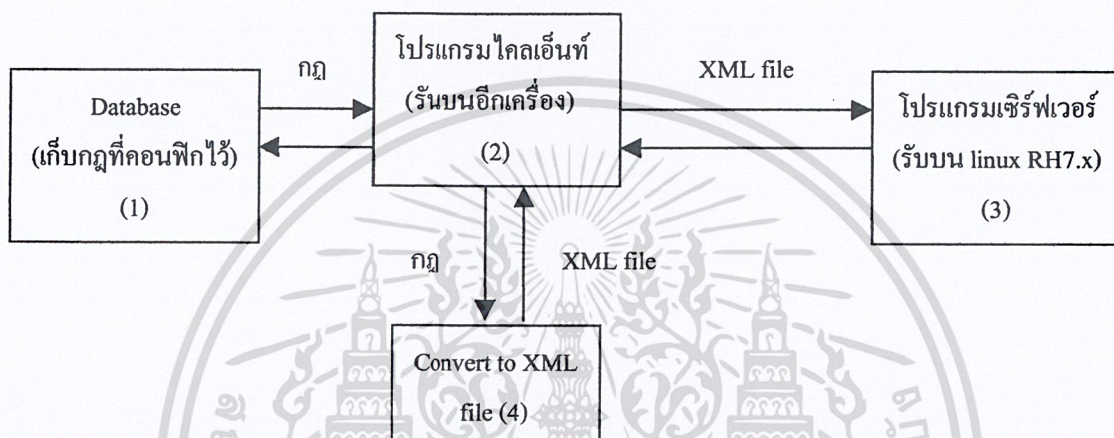 กฎ
Database
(เก็บกฎที่คอนฟิกไว้)
(1)
โปรแกรมไคลเอ็นท์
(รันบนอีกเครื่อง)
(2)
XML file
โปรแกรมเซิร์ฟเวอร์
(รับบน linux RH7.x)
(3)
กฎ
XML file
Convert to XML
file (4)